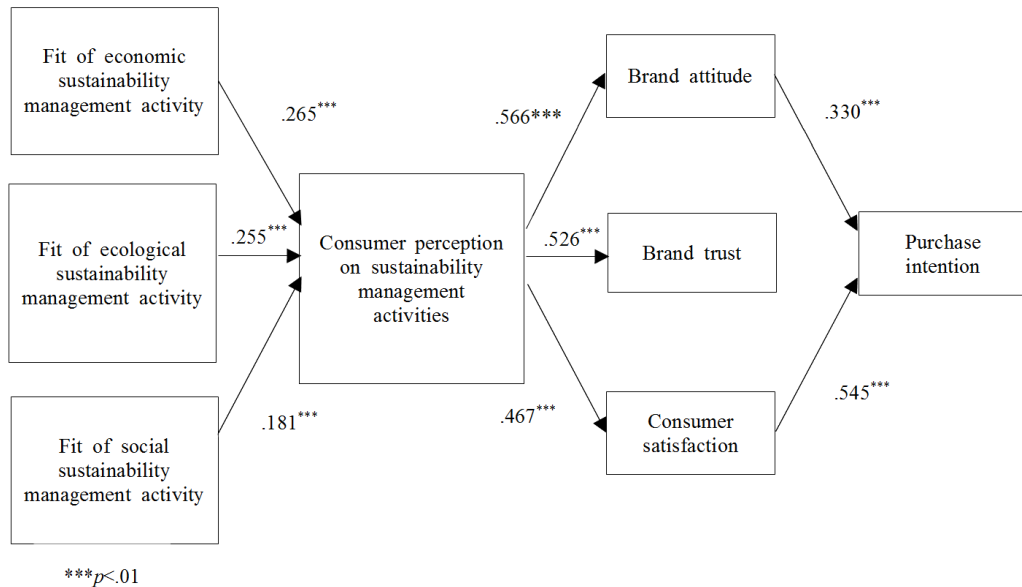 Fit of economic
sustainability
management activity
.265***
Fit of ecological
sustainability
management activity
.255***
Fit of social
sustainability
management activity
.181***
Consumer perception
on sustainability
management
activities
.566***
.526***
.467***
Brand attitude
Brand trust
Consumer
satisfaction
.330***
.545***
Purchase
intention
***p<.01